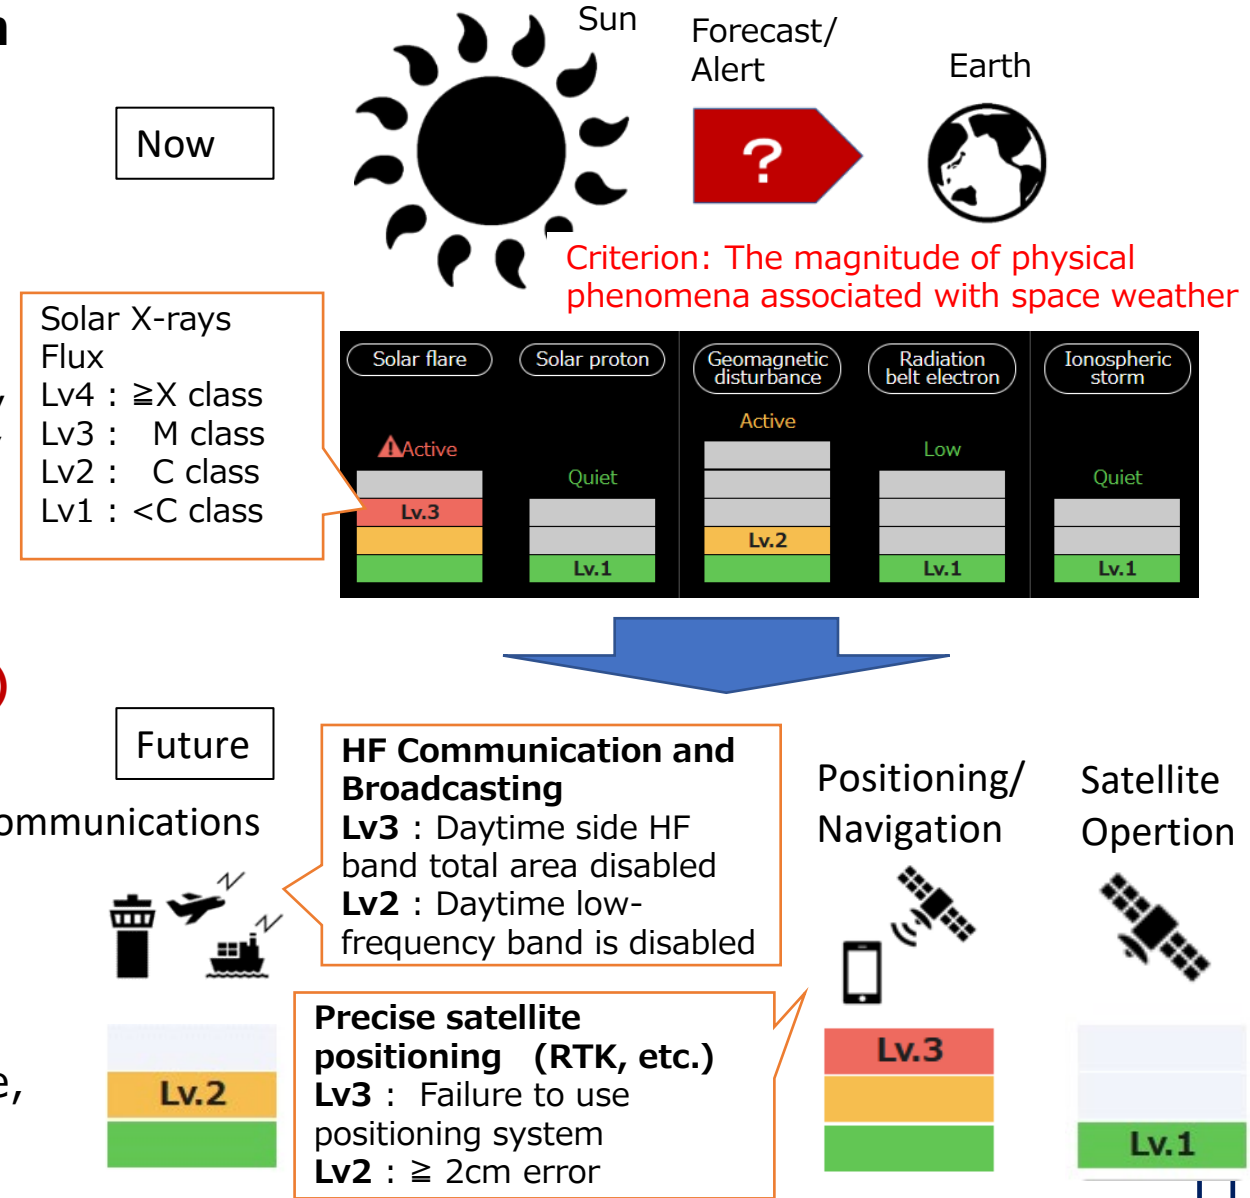 n
Sun
Forecast/
Alert
Earth
Now
?
Criterion: The magnitude of physical
phenomena associated with space weather
Solar X-rays
Flux
Lv4 : ≧X class
Lv3 : M class
Lv2 : C class
Lv1 : <C class
Solar flare
Solar proton
Geomagnetic
disturbance
Radiation
belt electron
Ionospheric
storm
Active
Quiet
Active
Low
Quiet
Lv.3
Lv.1
Lv.2
Lv.1
Lv.1
)
Future
ommunications
HF Communication and
Broadcasting
Lv3 : Daytime side HF
band total area disabled
Lv2 : Daytime low-
frequency band is disabled
Positioning/
Navigation
Satellite
Opertion
Precise satellite
positioning (RTK, etc.)
Lv3 : Failure to use
positioning system
Lv2 : ≧ 2cm error
e,
Lv.2
Lv.3
Lv.1